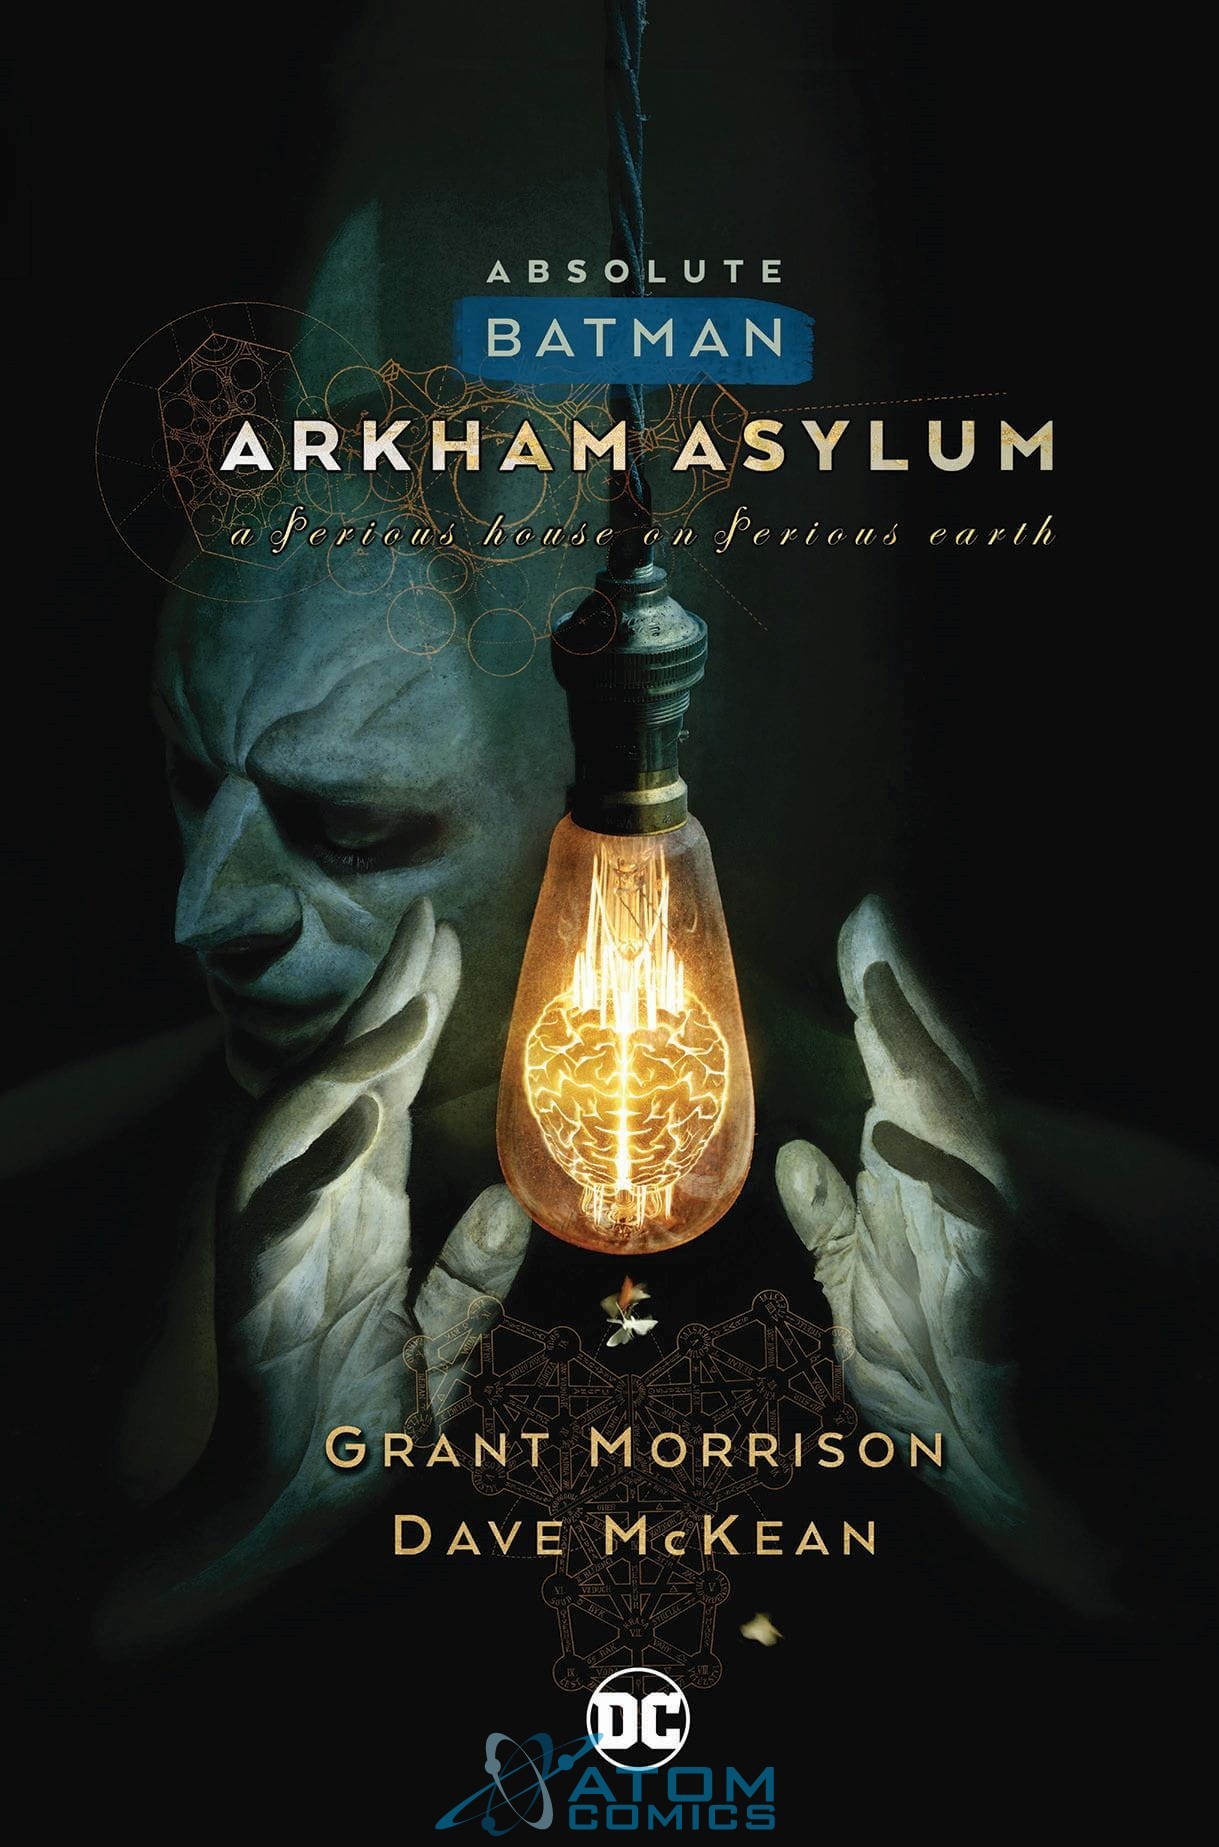 ABSOLUTE
BATMAN
ARKHAM ASYLUM
a Serious house on Serious earth
GRANT MORRISON
DAVE McKEAN
DC
ATOM
COMICS